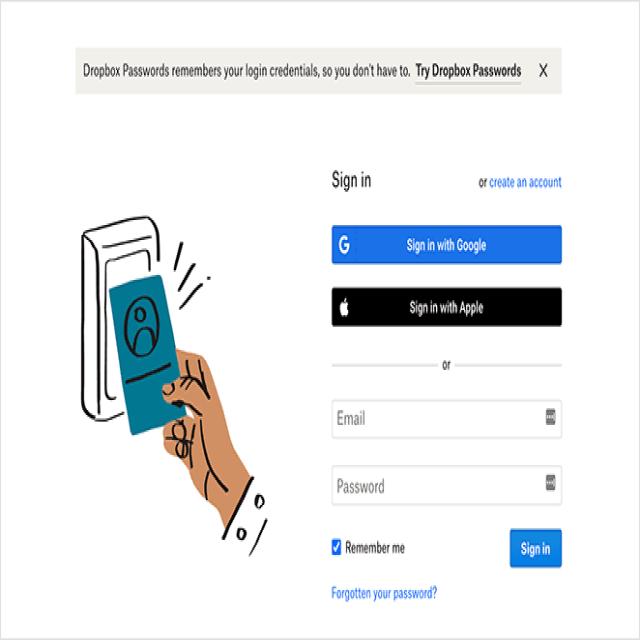 Dropbox Passwords remembers your login credentials, so you don't have to. Try Dropbox Passwords X
Sign in
or create an account
G Sign in with Google
Sign in with Apple
or
Email
Password
Remember me
Sign in
Forgotten your password?